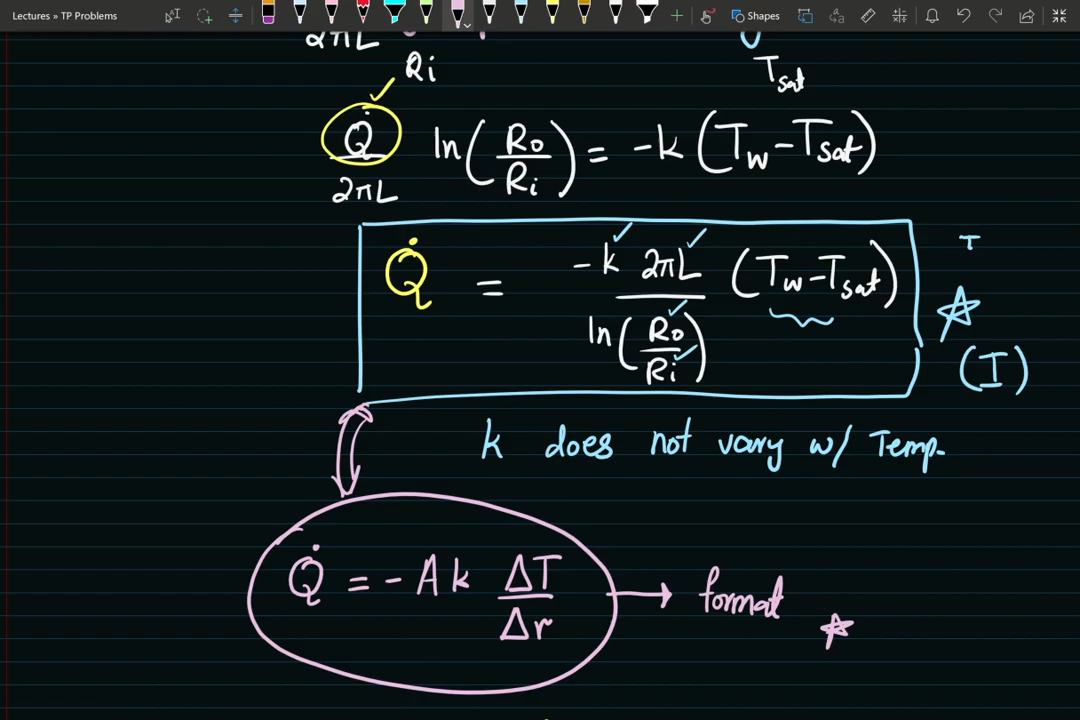 Lectures » TP Problems
Shapes
2πL
Ri
Tsat
Q̇/2πL ln(Ro/Ri) = -k (Tw - Tsat)
Q̇ = -k 2πL/ln(Ro/Ri) (Tw - Tsat)
(I)
k does not vary w/ Temp.
Q̇ = - A k ΔT/Δr → format